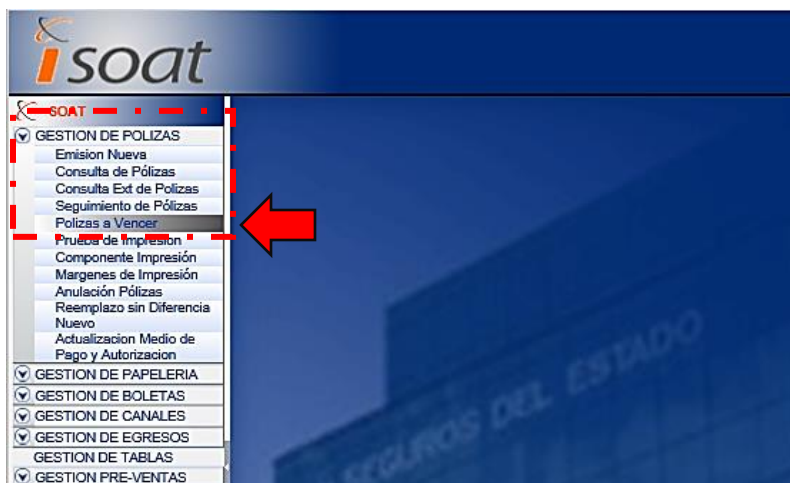 isoat
SOAT
GESTION DE POLIZAS
Emision Nueva
Consulta de Pólizas
Consulta Ext de Polizas
Seguimiento de Pólizas
Polizas a Vencer
Prueba de Impresión
Componente Impresión
Margenes de Impresión
Anulación Pólizas
Reemplazo sin Diferencia
Nuevo
Actualizacion Medio de
Pago y Autorizacion
GESTION DE PAPELERIA
GESTION DE BOLETAS
GESTION DE CANALES
GESTION DE EGRESOS
GESTION DE TABLAS
GESTION PRE-VENTAS
SEGUROS DEL ESTADO